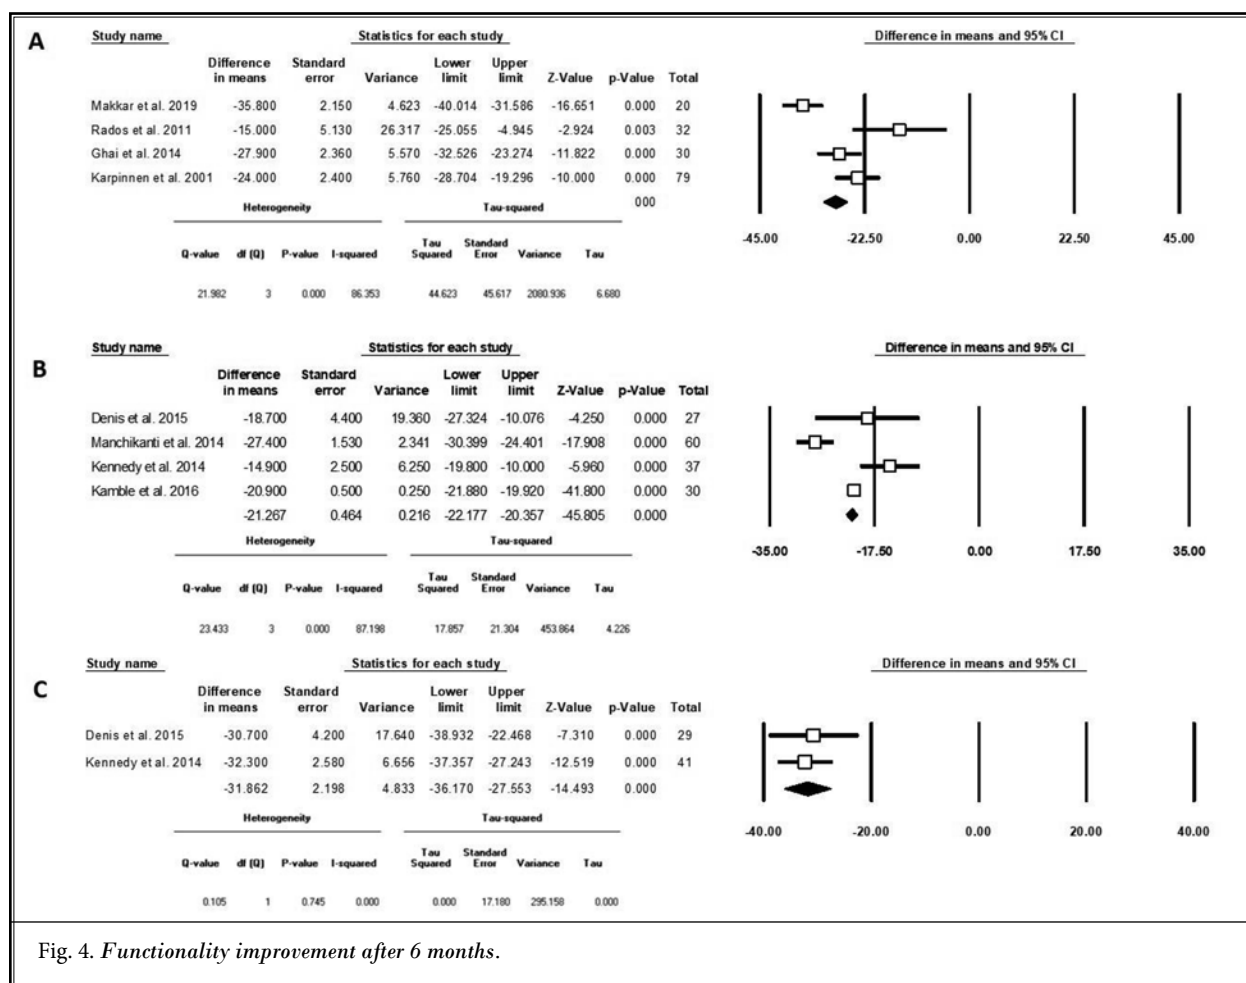 A
Study name Statistics for each study Difference in means and 95% CI
Difference in means Standard error Variance Lower limit Upper limit Z-Value p-Value Total
Makkar et al. 2019 -35.800 2.150 4.623 -40.014 -31.586 -16.651 0.000 20
Rados et al. 2011 -15.000 5.130 26.317 -25.055 -4.945 -2.924 0.003 32
Ghai et al. 2014 -27.900 2.360 5.570 -32.526 -23.274 -11.822 0.000 30
Karpinnen et al. 2001 -24.000 2.400 5.760 -28.704 -19.296 -10.000 0.000 79
000
-45.00 -22.50 0.00 22.50 45.00
Heterogeneity Tau-squared
Q-value df (Q) P-value I-squared Tau Squared Standard Error Variance Tau
21.982 3 0.000 86.353 44.623 45.617 2080.936 6.680
B
Study name Statistics for each study Difference in means and 95% CI
Difference in means Standard error Variance Lower limit Upper limit Z-Value p-Value Total
Denis et al. 2015 -18.700 4.400 19.360 -27.324 -10.076 -4.250 0.000 27
Manchikanti et al. 2014 -27.400 1.530 2.341 -30.399 -24.401 -17.908 0.000 60
Kennedy et al. 2014 -14.900 2.500 6.250 -19.800 -10.000 -5.960 0.000 37
Kamble et al. 2016 -20.900 0.500 0.250 -21.880 -19.920 -41.800 0.000 30
-21.267 0.464 0.216 -22.177 -20.357 -45.805 0.000
-35.00 -17.50 0.00 17.50 35.00
Heterogeneity Tau-squared
Q-value df (Q) P-value I-squared Tau Squared Standard Error Variance Tau
23.433 3 0.000 87.198 17.857 21.304 453.864 4.226
C
Study name Statistics for each study Difference in means and 95% CI
Difference in means Standard error Variance Lower limit Upper limit Z-Value p-Value Total
Denis et al. 2015 -30.700 4.200 17.640 -38.932 -22.468 -7.310 0.000 29
Kennedy et al. 2014 -32.300 2.580 6.656 -37.357 -27.243 -12.519 0.000 41
-31.862 2.198 4.833 -36.170 -27.553 -14.493 0.000
-40.00 -20.00 0.00 20.00 40.00
Heterogeneity Tau-squared
Q-value df (Q) P-value I-squared Tau Squared Standard Error Variance Tau
0.105 1 0.745 0.000 0.000 17.180 295.158 0.000
Fig. 4. Functionality improvement after 6 months.